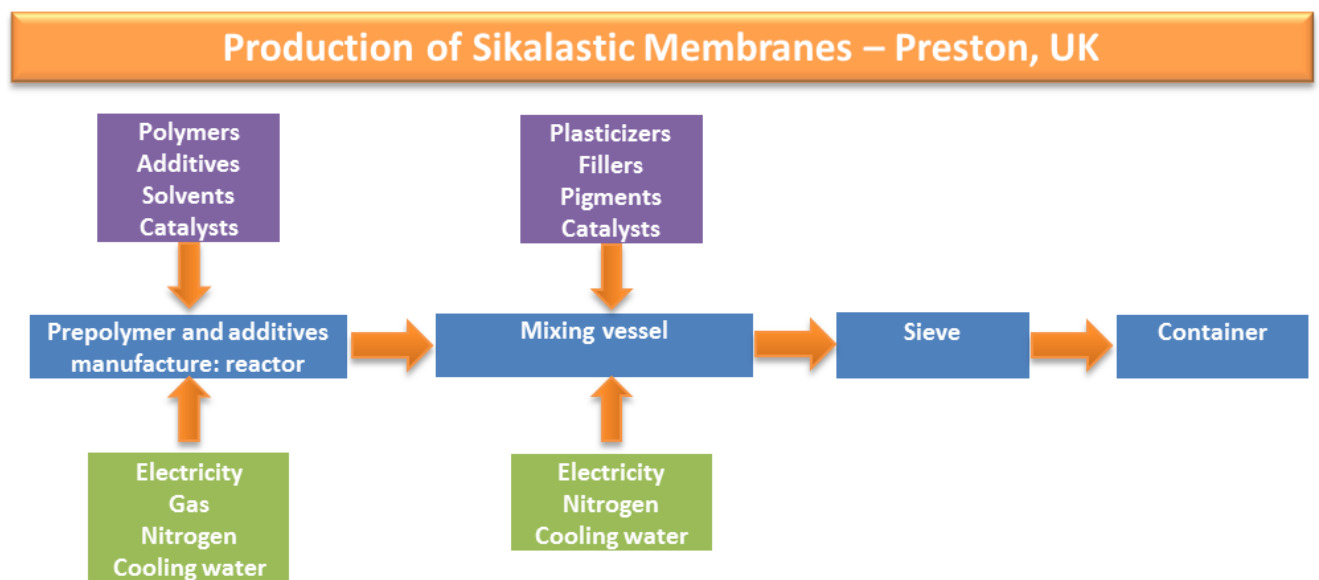 Production of Sikalastic Membranes – Preston, UK
Polymers
Additives
Solvents
Catalysts
Plasticizers
Fillers
Pigments
Catalysts
Prepolymer and additives
manufacture: reactor
Mixing vessel
Sieve
Container
Electricity
Gas
Nitrogen
Cooling water
Electricity
Nitrogen
Cooling water